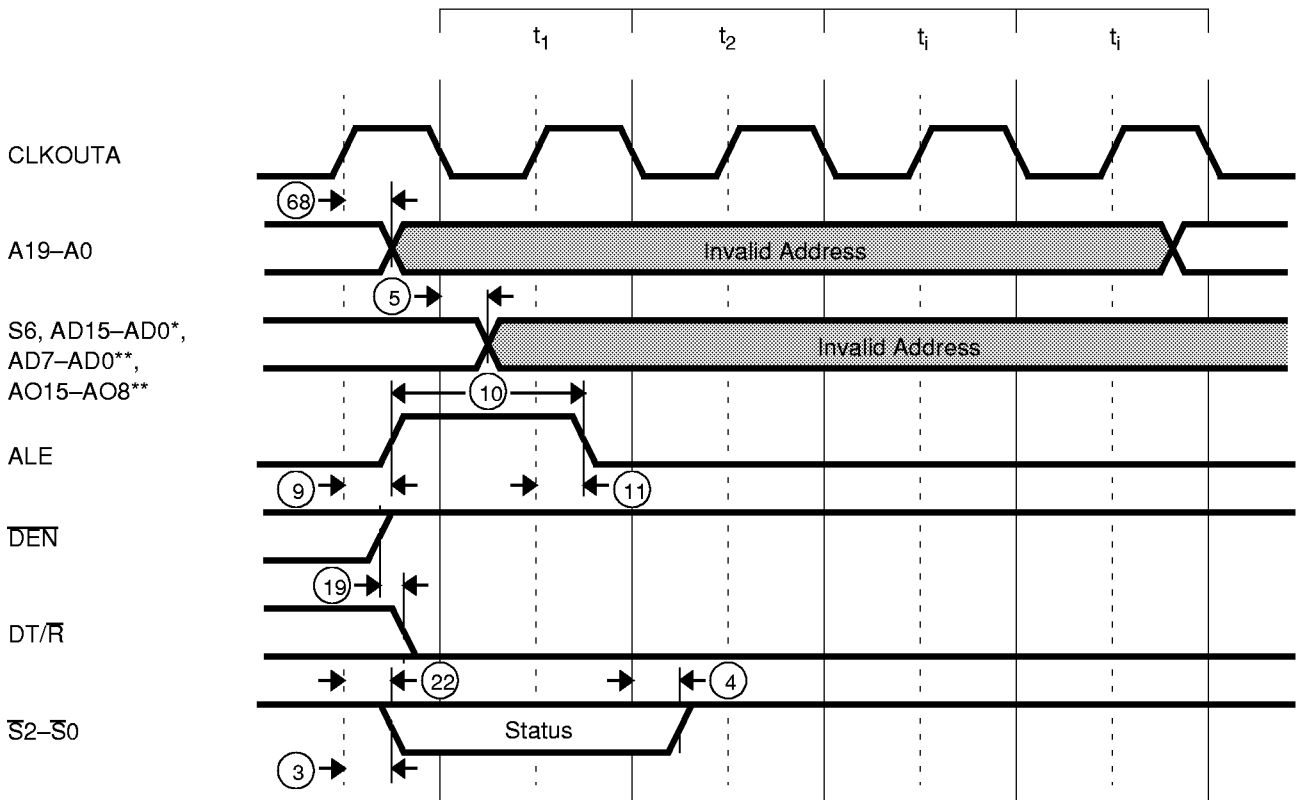 t1 t2 ti ti
CLKOUTA
68
A19–A0 Invalid Address
5
S6, AD15–AD0*,
AD7–AD0**,
AO15–AO8**
Invalid Address
10
ALE
9 11
DEN
19
DT/R
22 4
S2–S0 Status
3